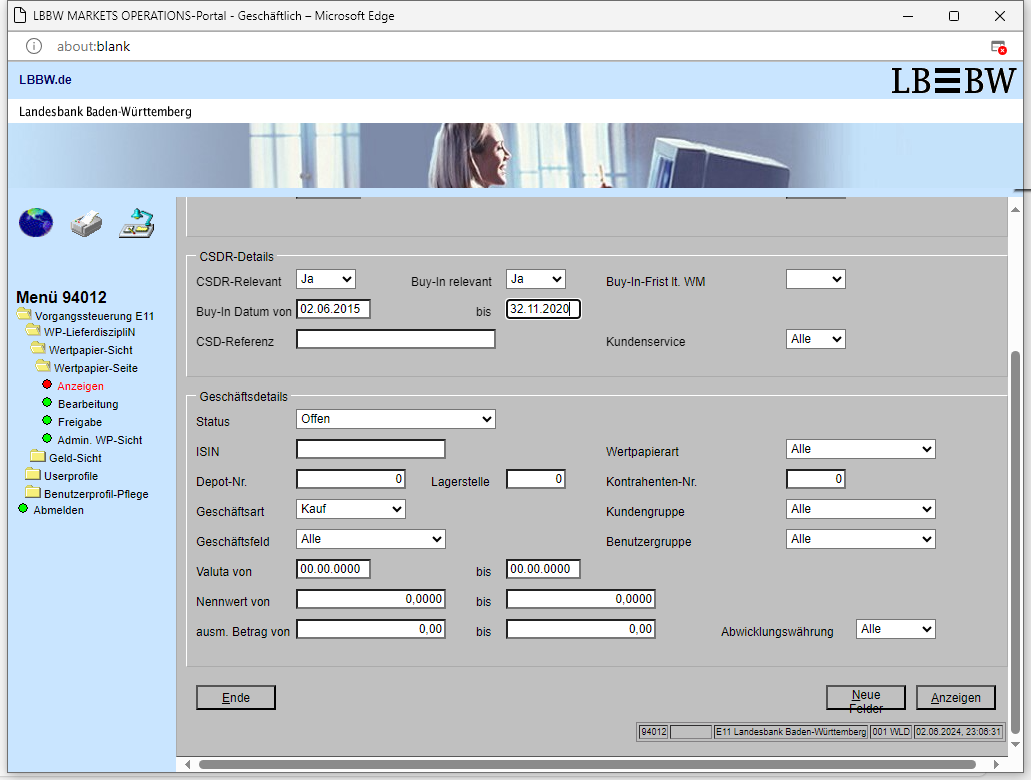 LBBW MARKETS OPERATIONS-Portal - Geschäftlich – Microsoft Edge
about:blank
LBBW.de
LBBW
Landesbank Baden-Württemberg
Menü 94012
Vorgangssteuerung E11
WP-LieferdiszipliN
Wertpapier-Sicht
Wertpapier-Seite
Anzeigen
Bearbeitung
Freigabe
Admin. WP-Sicht
Geld-Sicht
Userprofile
Benutzerprofil-Pflege
Abmelden
CSDR-Details
CSDR-Relevant Ja Buy-In relevant Ja Buy-In-Frist lt. WM
Buy-In Datum von 02.06.2015 bis 32.11.2020
CSD-Referenz Kundenservice Alle
Geschäftsdetails
Status Offen
ISIN Wertpapierart Alle
Depot-Nr. 0 Lagerstelle 0 Kontrahenten-Nr. 0
Geschäftsart Kauf Kundengruppe Alle
Geschäftsfeld Alle Benutzergruppe Alle
Valuta von 00.00.0000 bis 00.00.0000
Nennwert von 0,0000 bis 0,0000
ausm. Betrag von 0,00 bis 0,00 Abwicklungswährung Alle
Ende Neue Felder Anzeigen
94012 E11 Landesbank Baden-Württemberg 001 WLD 02.06.2024, 23:06:31